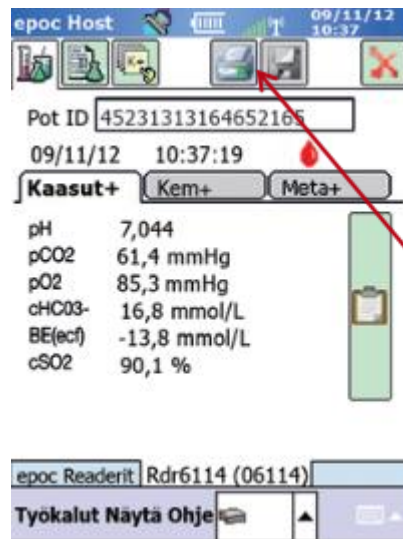 epoc Host 09/11/12
10:37
Pot ID 45231313164652165
09/11/12 10:37:19
Kaasut+ Kem+ Meta+
pH 7,044
pCO2 61,4 mmHg
pO2 85,3 mmHg
cHC03- 16,8 mmol/L
BE(ecf) -13,8 mmol/L
cSO2 90,1 %
epoc Readerit Rdr6114 (06114)
Työkalut Näytä Ohje